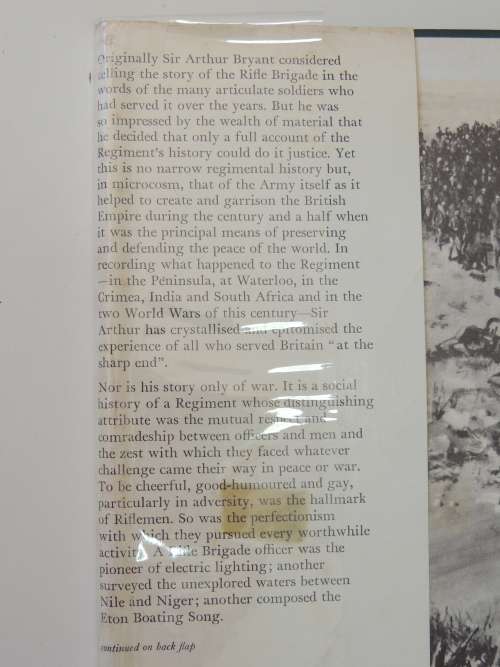 Originally Sir Arthur Bryant considered
telling the story of the Rifle Brigade in the
words of the many articulate soldiers who
had served it over the years. But he was
so impressed by the wealth of material that
he decided that only a full account of the
Regiment's history could do it justice. Yet
this is no narrow regimental history but,
in microcosm, that of the Army itself as it
helped to create and garrison the British
Empire during the century and a half when
it was the principal means of preserving
and defending the peace of the world. In
recording what happened to the Regiment
—in the Peninsula, at Waterloo, in the
Crimea, India and South Africa and in the
two World Wars of this century—Sir
Arthur has crystallised and epitomised the
experience of all who served Britain "at the
sharp end".
Nor is his story only of war. It is a social
history of a Regiment whose distinguishing
attribute was the mutual respect and
comradeship between officers and men and
the zest with which they faced whatever
challenge came their way in peace or war.
To be cheerful, good-humoured and gay,
particularly in adversity, was the hallmark
of Riflemen. So was the perfectionism
with which they pursued every worthwhile
activity. A Rifle Brigade officer was the
pioneer of electric lighting; another
surveyed the unexplored waters between
Nile and Niger; another composed the
Eton Boating Song.
continued on back flap